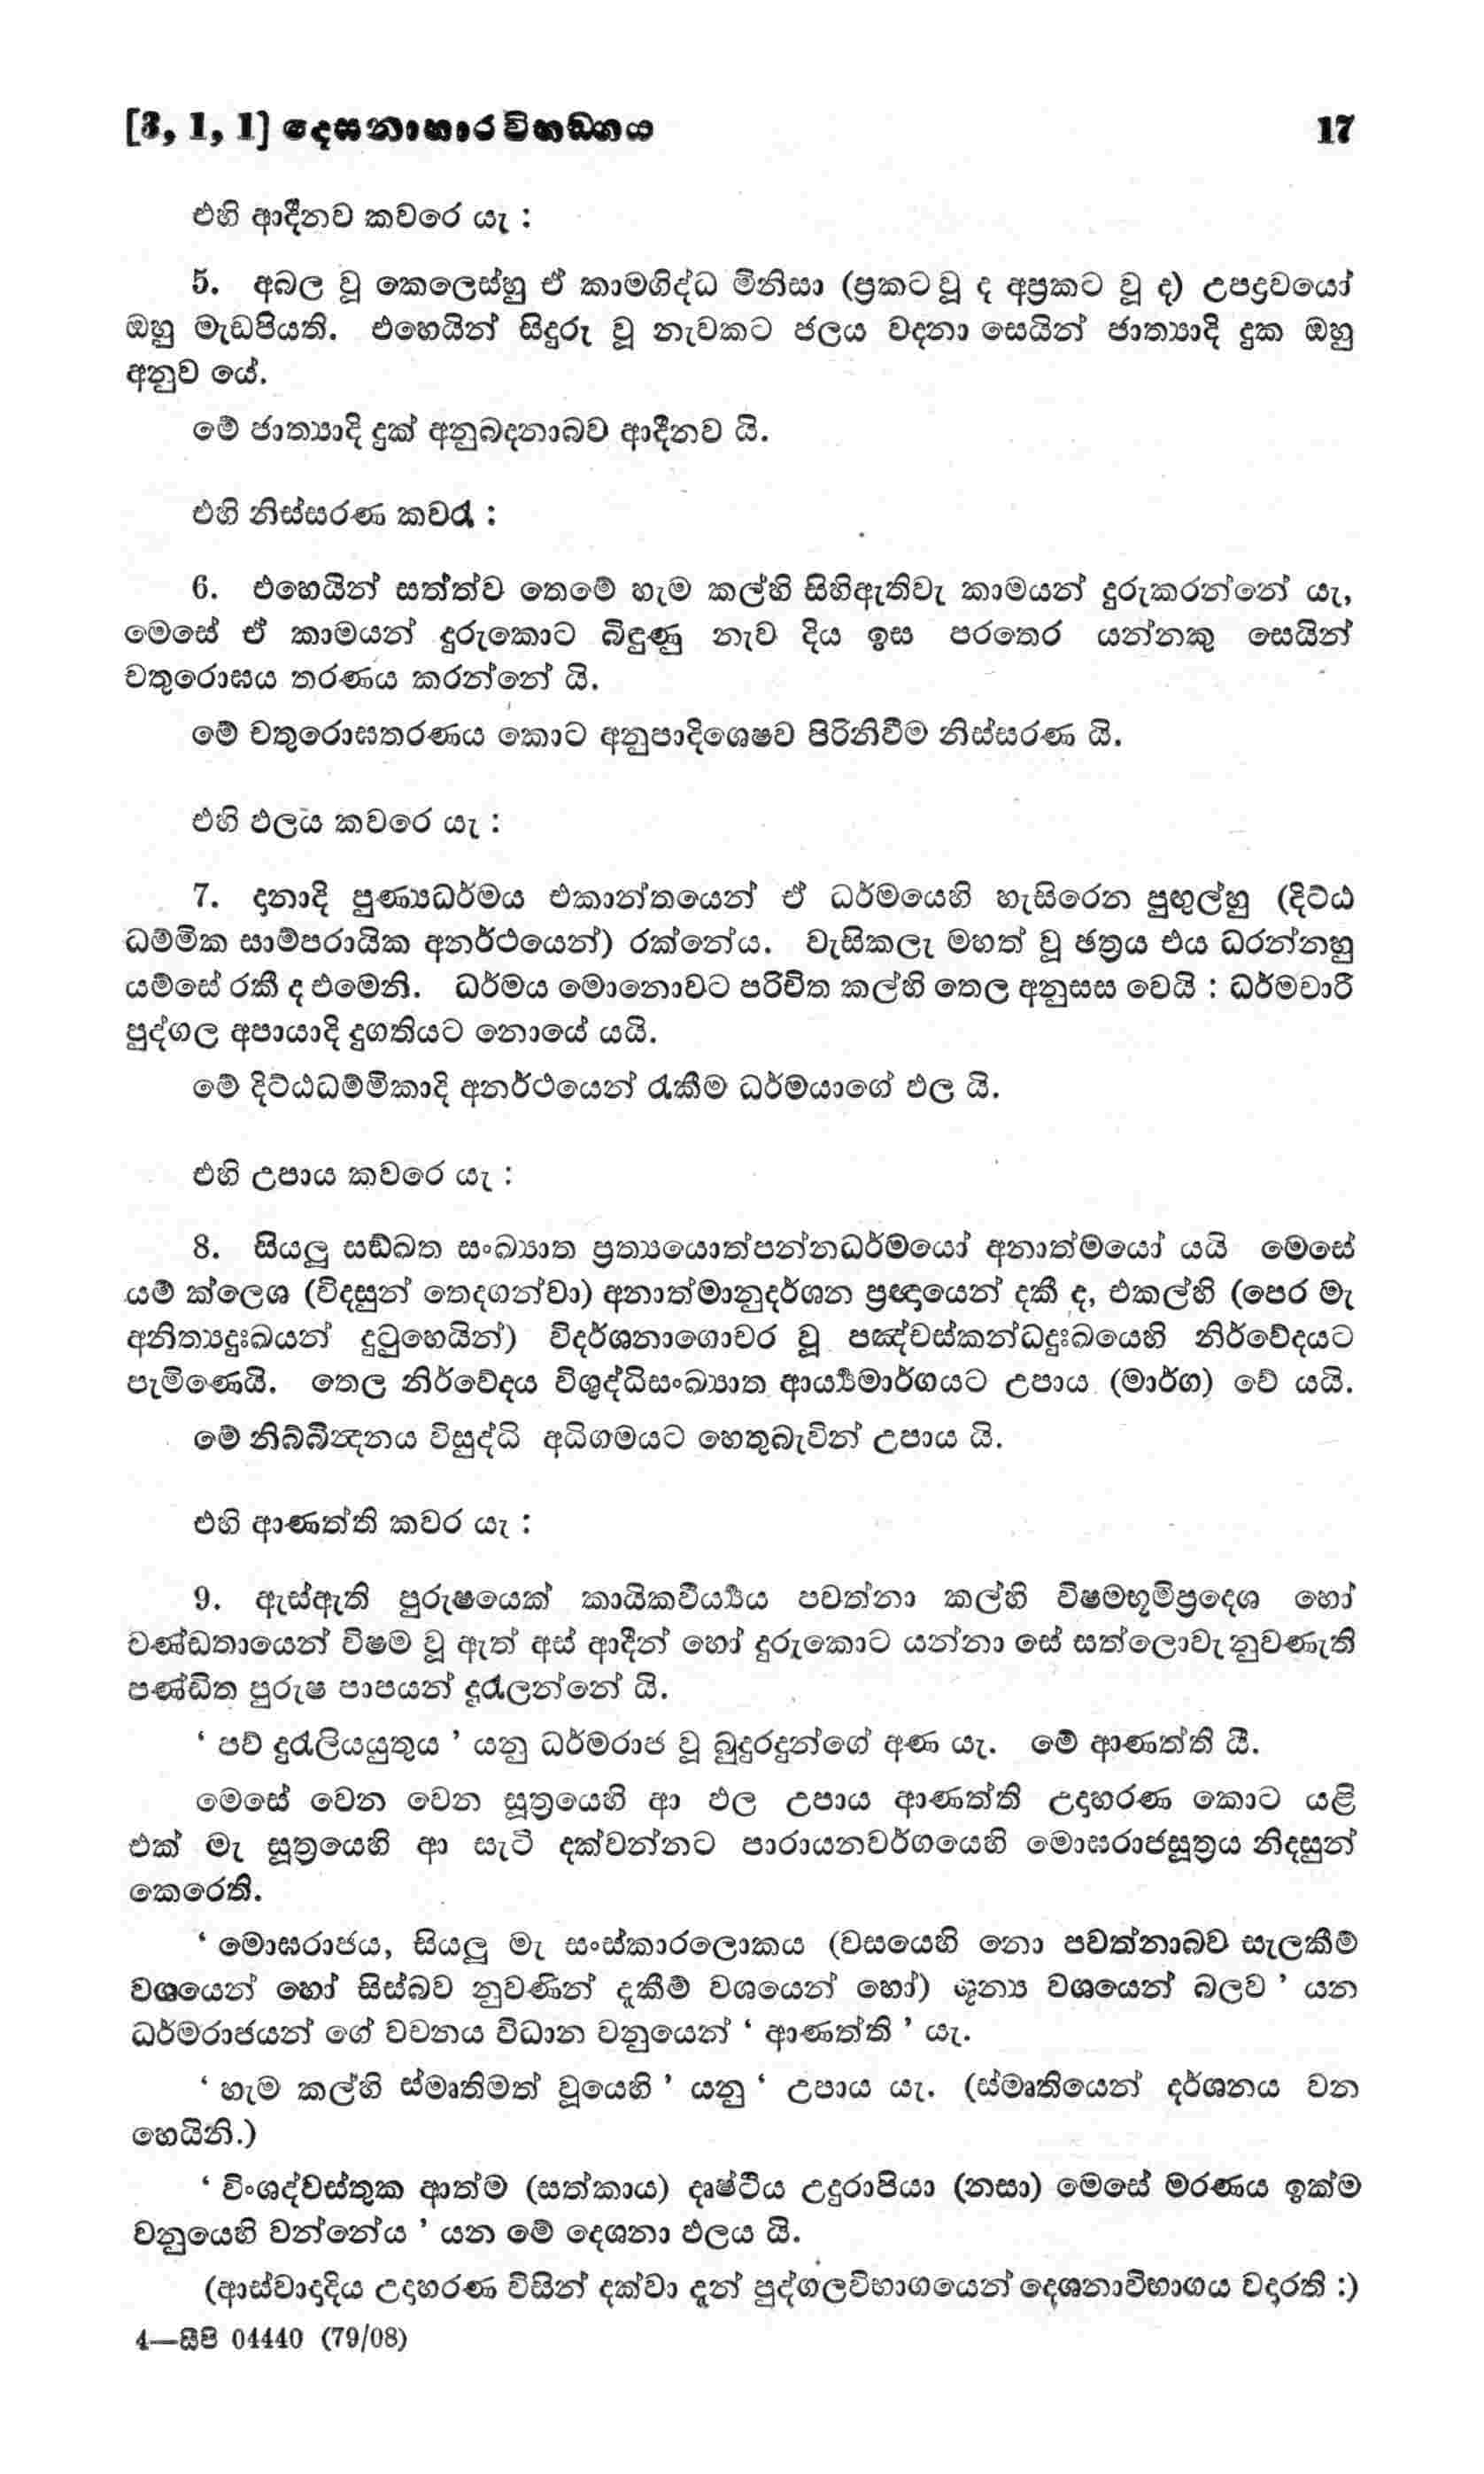 [3, 1, 1] දෙසනාහාර විභඞ්ගය 17
එහි ආදීනව කවරෙ යැ :
5. අබල වූ කෙලෙස්හු ඒ කාමගිද්ධ මිනිසා (ප්‍රකට වූ ද අප්‍රකට වූ ද) උපද්‍රවයෝ
ඔහු මැඩපියති. එහෙයින් සිදුරු වූ නැවකට ජලය වදනා සෙයින් ජාත්‍යාදි දුක ඔහු
අනුව යේ.
මේ ජාත්‍යාදි දුක් අනුබදනාබව ආදීනව යි.
එහි නිස්සරණ කවරැ :
6. එහෙයින් සත්ත්ව තෙමේ හැම කල්හි සිහිඇතිවැ කාමයන් දුරුකරන්නේ යැ,
මෙසේ ඒ කාමයන් දුරුකොට බිඳුණු නැව දිය ඉස පරතෙර යන්නකු සෙයින්
චතුරොඝය තරණය කරන්නේ යි.
මේ චතුරොඝතරණය කොට අනුපාදිශෙෂව පිරිනිවීම නිස්සරණ යි.
එහි ඵලය කවරෙ යැ :
7. දානාදි පුණ්‍යධර්මය එකාන්තයෙන් ඒ ධර්මයෙහි හැසිරෙන පුඟුල්හු (දිට්ඨ
ධම්මික සාම්පරායික අනර්ථයෙන්) රක්නේය. වැසිකලැ මහත් වූ ඡත්‍රය එය ධරන්නහු
යම්සේ රකී ද එමෙනි. ධර්මය මොනොවට පරිචිත කල්හි තෙල අනුසස වෙයි : ධර්මචාරී
පුද්ගල අපායාදි දුගතියට නොයේ යයි.
මේ දිට්ඨධම්මිකාදි අනර්ථයෙන් රැකීම ධර්මයාගේ ඵල යි.
එහි උපාය කවරෙ යැ :
8. සියලු සඞ්ඛත සංඛ්‍යාත ප්‍රත්‍යයොත්පන්නධර්මයෝ අනාත්මයෝ යයි මෙසේ
යම් ක්ලෙශ (විදසුන් තෙදගන්වා) අනාත්මානුදර්ශන ප්‍රඥායෙන් දකී ද, එකල්හි (පෙර මැ
අනිත්‍යදුඃඛයන් දුටුහෙයින්) විදර්ශනාගොචර වූ පඤ්චස්කන්ධදුඃඛයෙහි නිර්වේදයට
පැමිණෙයි. තෙල නිර්වේදය විශුද්ධිසංඛ්‍යාත ආර්‍ය්‍යමාර්ගයට උපාය (මාර්ග) වේ යයි.
මේ නිබ්බින්‍දනය විසුද්ධි අධිගමයට හෙතුබැවින් උපාය යි.
එහි ආණත්ති කවර යැ :
9. ඇස්ඇති පුරුෂයෙක් කායිකවීර්‍ය්‍යය පවත්නා කල්හි විෂමභූමිප්‍රදෙශ හෝ
චණ්ඩතායෙන් විෂම වූ ඇත් අස් ආදීන් හෝ දුරුකොට යන්නා සේ සත්ලොවැ නුවණැති
පණ්ඩිත පුරුෂ පාපයන් දුරැලන්නේ යි.
‘ පව් දුරැලියයුතුය ’ යනු ධර්මරාජ වූ බුදුරදුන්ගේ අණ යැ. මේ ආණත්ති යි.
මෙසේ වෙන වෙන සූත්‍රයෙහි ආ ඵල උපාය ආණත්ති උදාහරණ කොට යළි
එක් මැ සූත්‍රයෙහි ආ සැටි දක්වන්නට පාරායනවර්ගයෙහි මොඝරාජසූත්‍රය නිදසුන්
කෙරෙති.
‘ මොඝරාජය, සියලු මැ සංස්කාරලොකය (වසයෙහි නො පවත්නාබව සැලකීම්
වශයෙන් හෝ සිස්බව නුවණින් දැකීම් වශයෙන් හෝ) ශූන්‍ය වශයෙන් බලව ’ යන
ධර්මරාජයන් ගේ වචනය විධාන වනුයෙන් ‘ ආණත්ති ’ යැ.
‘ හැම කල්හි ස්මෘතිමත් වූයෙහි ’ යනු ‘ උපාය යැ. (ස්මෘතියෙන් දර්ශනය වන
හෙයිනි.)
‘ විංශද්වස්තුක ආත්ම (සත්කාය) දෘෂ්ටිය උදුරාපියා (නසා) මෙසේ මරණය ඉක්ම
වනුයෙහි වන්නේය ’ යන මේ දෙශනා ඵලය යි.
(ආස්වාදාදිය උදාහරණ විසින් දක්වා දැන් පුද්ගලවිභාගයෙන් දෙශනාවිභාගය වදාරති :)
4—සීපි 04440 (79/08)